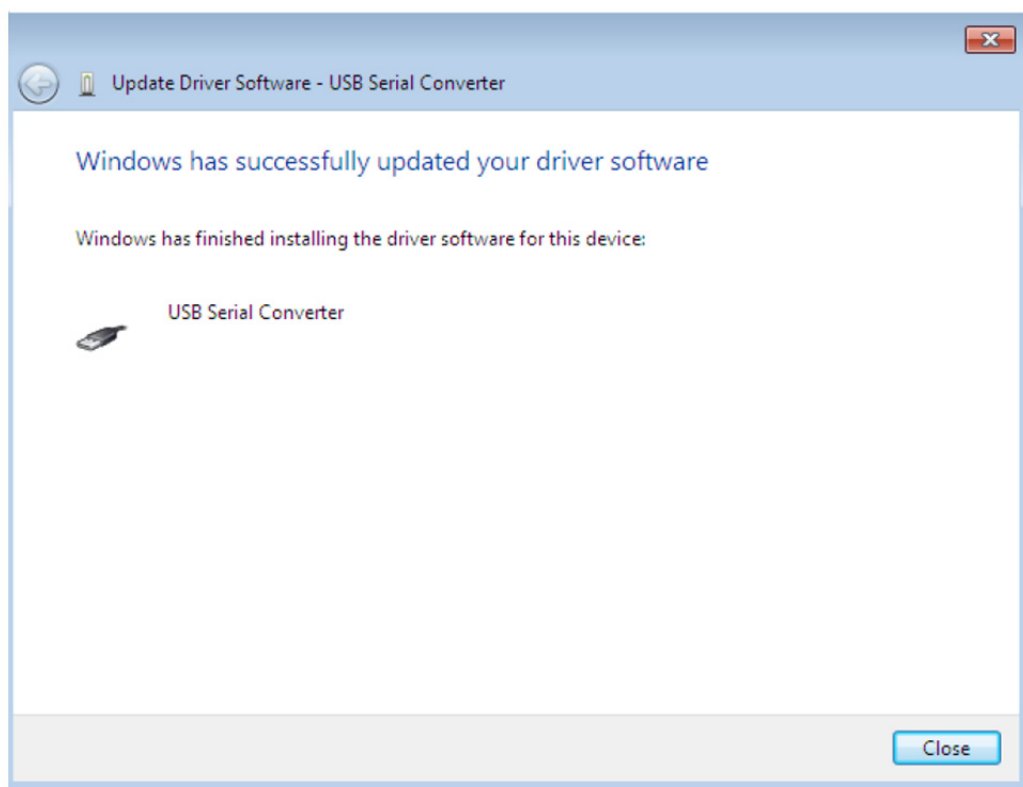 Update Driver Software - USB Serial Converter
Windows has successfully updated your driver software
Windows has finished installing the driver software for this device:
USB Serial Converter
Close